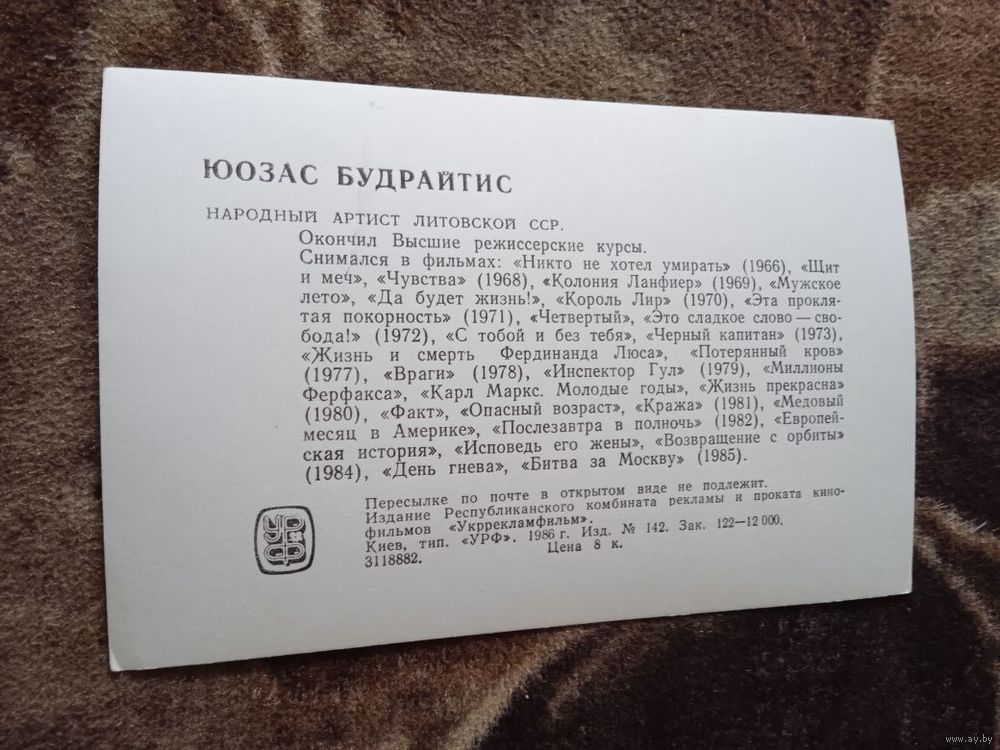 ЮОЗАС БУДРАЙТИС
НАРОДНЫЙ АРТИСТ ЛИТОВСКОЙ ССР.
Окончил Высшие режиссерские курсы.
Снимался в фильмах: «Никто не хотел умирать» (1966), «Щит
и меч», «Чувства» (1968), «Колония Ланфиер» (1969), «Мужское
лето», «Да будет жизнь!», «Король Лир» (1970), «Эта прокля-
тая покорность» (1971), «Четвертый», «Это сладкое слово — сво-
бода!» (1972), «С тобой и без тебя», «Черный капитан» (1973),
«Жизнь и смерть Фердинанда Люса», «Потерянный кров»
(1977), «Враги» (1978), «Инспектор Гул» (1979), «Миллионы
Ферфакса», «Карл Маркс. Молодые годы», «Жизнь прекрасна»
(1980), «Факт», «Опасный возраст», «Кража» (1981), «Медовый
месяц в Америке», «Послезавтра в полночь» (1982), «Европей-
ская история», «Исповедь его жены», «Возвращение с орбиты»
(1984), «День гнева», «Битва за Москву» (1985).
Пересылке по почте в открытом виде не подлежит.
Издание Республиканского комбината рекламы и проката кино-
фильмов «Укррекламфильм».
Киев, тип. «УРФ». 1986 г. Изд. № 142. Зак. 122—12 000.
3118882. Цена 8 к.
УРФ
www.ay.by